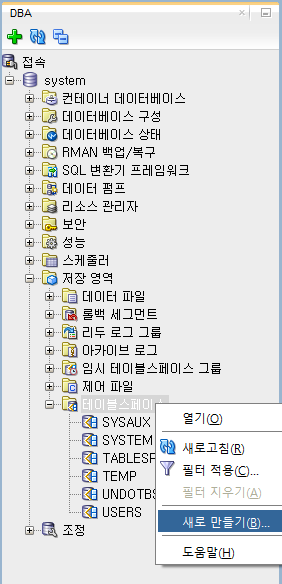 DBA
접속
system
컨테이너 데이터베이스
데이터베이스 구성
데이터베이스 상태
RMAN 백업/복구
SQL 변환기 프레임워크
데이터 펌프
리소스 관리자
보안
성능
스케줄러
저장 영역
데이터 파일
롤백 세그먼트
리두 로그 그룹
아카이브 로그
임시 테이블스페이스 그룹
제어 파일
테이블스페이스
SYSAUX
SYSTEM
TABLESP
TEMP
UNDOTBS
USERS
조정
열기(O)
새로고침(R)
필터 적용(C)...
필터 지우기(A)
새로 만들기(B)...
도움말(H)